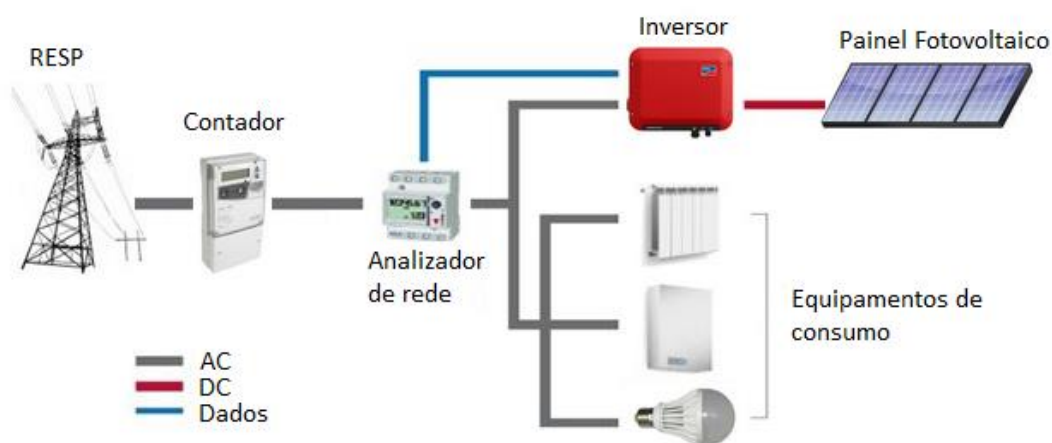 Inversor
Painel Fotovoltaico
RESP
Contador
Analizador
de rede
Equipamentos de
consumo
AC
DC
Dados